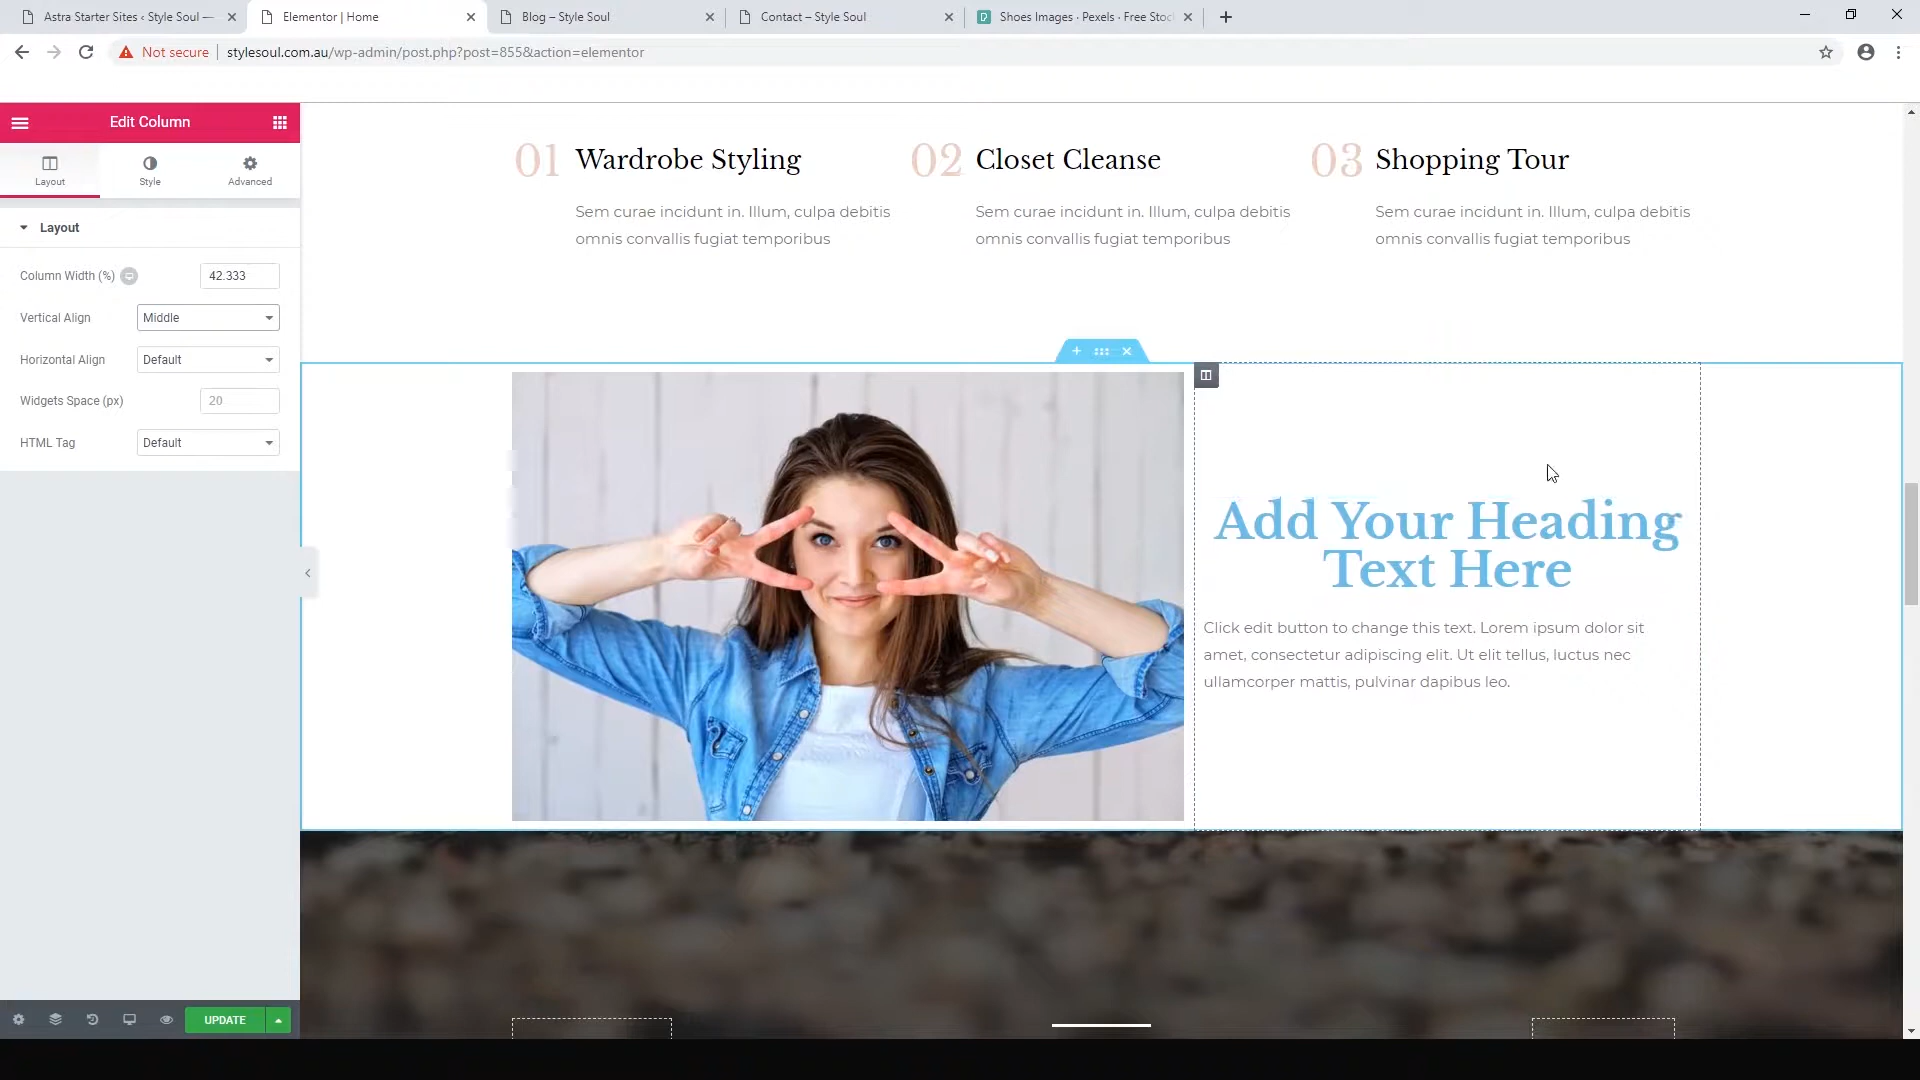 Astra Starter Sites ‹ Style Soul —
Elementor | Home
Blog – Style Soul
Contact – Style Soul
Shoes Images · Pexels · Free Stoc
Not secure
stylesoul.com.au/wp-admin/post.php?post=855&action=elementor
Edit Column
Layout
Style
Advanced
Layout
Column Width (%)
42.333
Vertical Align
Middle
Horizontal Align
Default
Widgets Space (px)
20
HTML Tag
Default
UPDATE
01 Wardrobe Styling
Sem curae incidunt in. Illum, culpa debitis
omnis convallis fugiat temporibus
02 Closet Cleanse
Sem curae incidunt in. Illum, culpa debitis
omnis convallis fugiat temporibus
03 Shopping Tour
Sem curae incidunt in. Illum, culpa debitis
omnis convallis fugiat temporibus
Add Your Heading
Text Here
Click edit button to change this text. Lorem ipsum dolor sit
amet, consectetur adipiscing elit. Ut elit tellus, luctus nec
ullamcorper mattis, pulvinar dapibus leo.